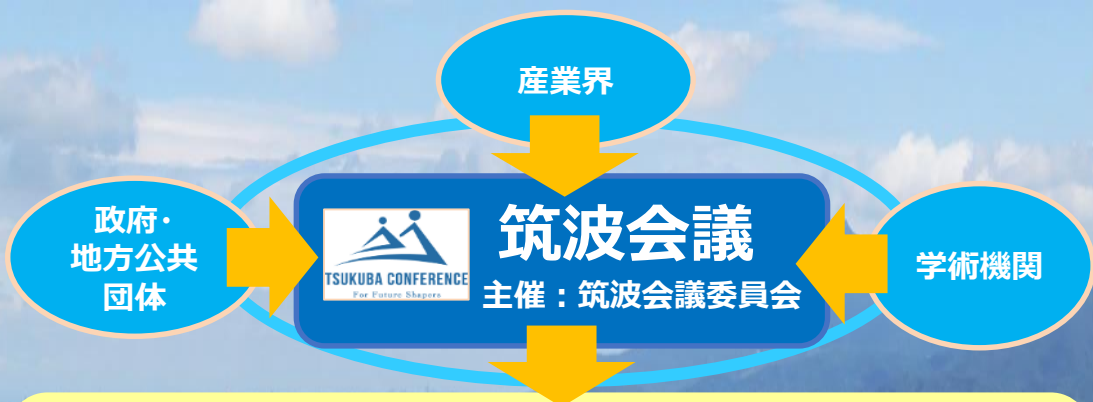 産業界
政府・
地方公共
団体
筑波会議
TSUKUBA CONFERENCE
For Future Shapers
主催：筑波会議委員会
学術機関